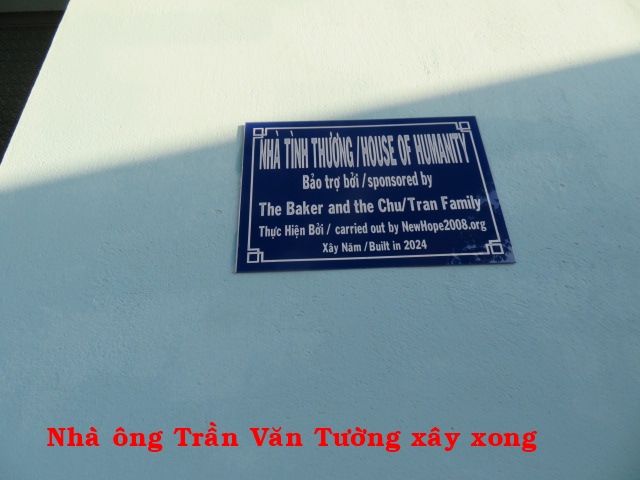 NHÀ TÌNH THƯƠNG / HOUSE OF HUMANITY
Bảo trợ bởi / sponsored by
The Baker and the Chu/Tran Family
Thực Hiện Bởi / carried out by NewHope2008.org
Xây Năm / Built in 2024
Nhà ông Trần Văn Tường xây xong